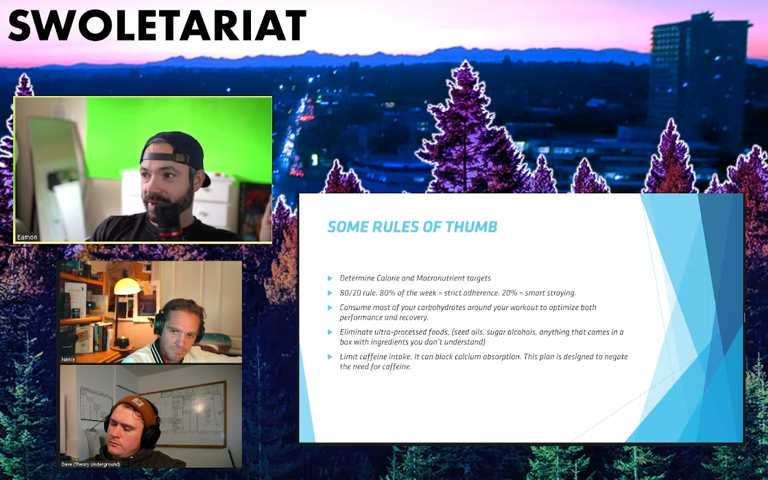 SWOLETARIAT
Eamon
SOME RULES OF THUMB
Determine Calorie and Macronutrient targets
80/20 rule. 80% of the week = strict adherence. 20% = smart straying.
Consume most of your carbohydrates around your workout to optimize both
performance and recovery.
Eliminate ultra-processed foods. (seed oils, sugar alcohols, anything that comes in a
box with ingredients you don't understand)
Limit caffeine intake. It can block calcium absorption. This plan is designed to negate
the need for caffeine.
Dave (Theory Underground)